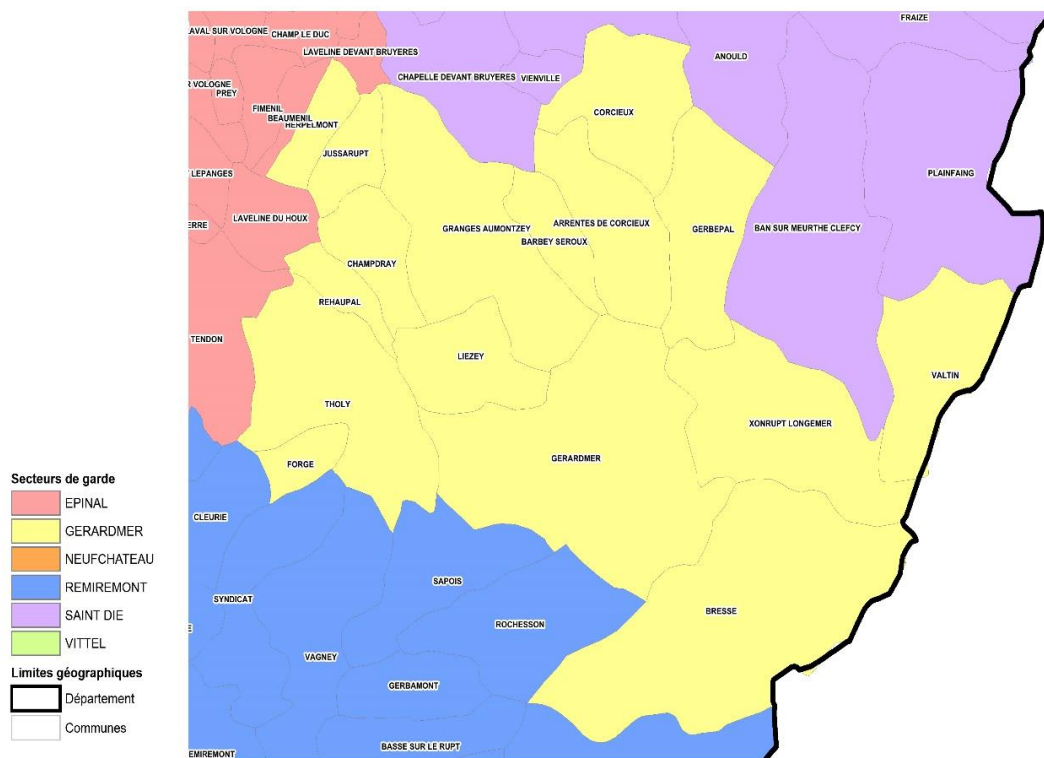 FRAIZE
LAVAL SUR VOLOGNE
CHAMP LE DUC
LAVELINE DEVANT BRUYERES
ANOULD
CHAPELLE DEVANT BRUYERES
VIENVILLE
R VOLOGNE
PREY
FIMENIL
BEAUMENIL
HERPELMONT
CORCIEUX
JUSSARUPT
LEPANGES
PLAINFAING
LAVELINE DU HOUX
ERRE
GRANGES AUMONTZEY
ARRENTES DE CORCIEUX
BARBEY SEROUX
GERBEPAL
BAN SUR MEURTHE CLEFCY
CHAMPDRAY
REHAUPAL
TENDON
LIEZEY
VALTIN
THOLY
XONRUPT LONGEMER
GERARDMER
FORGE
CLEURIE
SAPOIS
SYNDICAT
BRESSE
ROCHESSON
VAGNEY
GERBAMONT
BASSE SUR LE RUPT
REMIREMONT
Secteurs de garde
EPINAL
GERARDMER
NEUFCHATEAU
REMIREMONT
SAINT DIE
VITTEL
Limites géographiques
Département
Communes